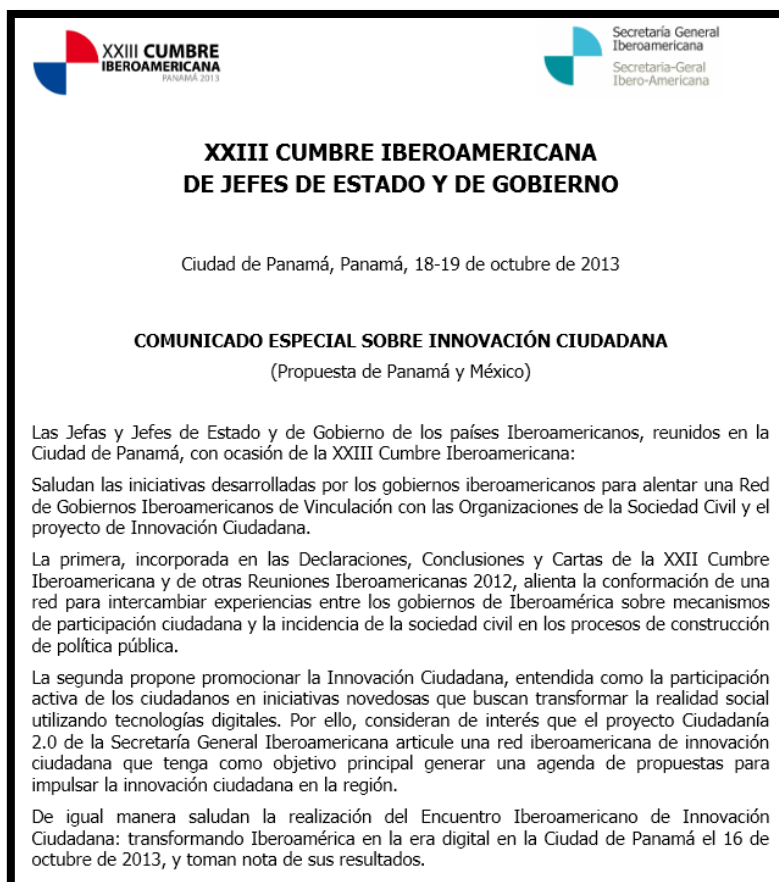 XXIII CUMBRE
IBEROAMERICANA
PANAMÁ 2013
Secretaría General
Iberoamericana
Secretaria-Geral
Ibero-Americana
XXIII CUMBRE IBEROAMERICANA
DE JEFES DE ESTADO Y DE GOBIERNO
Ciudad de Panamá, Panamá, 18-19 de octubre de 2013
COMUNICADO ESPECIAL SOBRE INNOVACIÓN CIUDADANA
(Propuesta de Panamá y México)
Las Jefas y Jefes de Estado y de Gobierno de los países Iberoamericanos, reunidos en la
Ciudad de Panamá, con ocasión de la XXIII Cumbre Iberoamericana:
Saludan las iniciativas desarrolladas por los gobiernos iberoamericanos para alentar una Red
de Gobiernos Iberoamericanos de Vinculación con las Organizaciones de la Sociedad Civil y el
proyecto de Innovación Ciudadana.
La primera, incorporada en las Declaraciones, Conclusiones y Cartas de la XXII Cumbre
Iberoamericana y de otras Reuniones Iberoamericanas 2012, alienta la conformación de una
red para intercambiar experiencias entre los gobiernos de Iberoamérica sobre mecanismos
de participación ciudadana y la incidencia de la sociedad civil en los procesos de construcción
de política pública.
La segunda propone promocionar la Innovación Ciudadana, entendida como la participación
activa de los ciudadanos en iniciativas novedosas que buscan transformar la realidad social
utilizando tecnologías digitales. Por ello, consideran de interés que el proyecto Ciudadanía
2.0 de la Secretaría General Iberoamericana articule una red iberoamericana de innovación
ciudadana que tenga como objetivo principal generar una agenda de propuestas para
impulsar la innovación ciudadana en la región.
De igual manera saludan la realización del Encuentro Iberoamericano de Innovación
Ciudadana: transformando Iberoamérica en la era digital en la Ciudad de Panamá el 16 de
octubre de 2013, y toman nota de sus resultados.